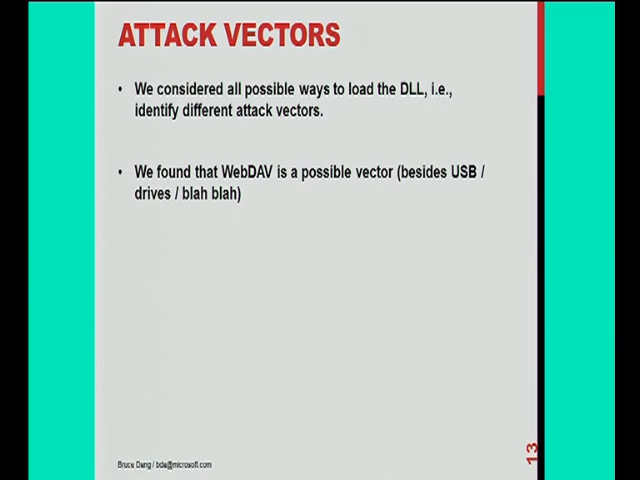 ATTACK VECTORS
• We considered all possible ways to load the DLL, i.e.,
identify different attack vectors.
• We found that WebDAV is a possible vector (besides USB /
drives / blah blah)
Bruce Dang / bda@microsoft.com
13